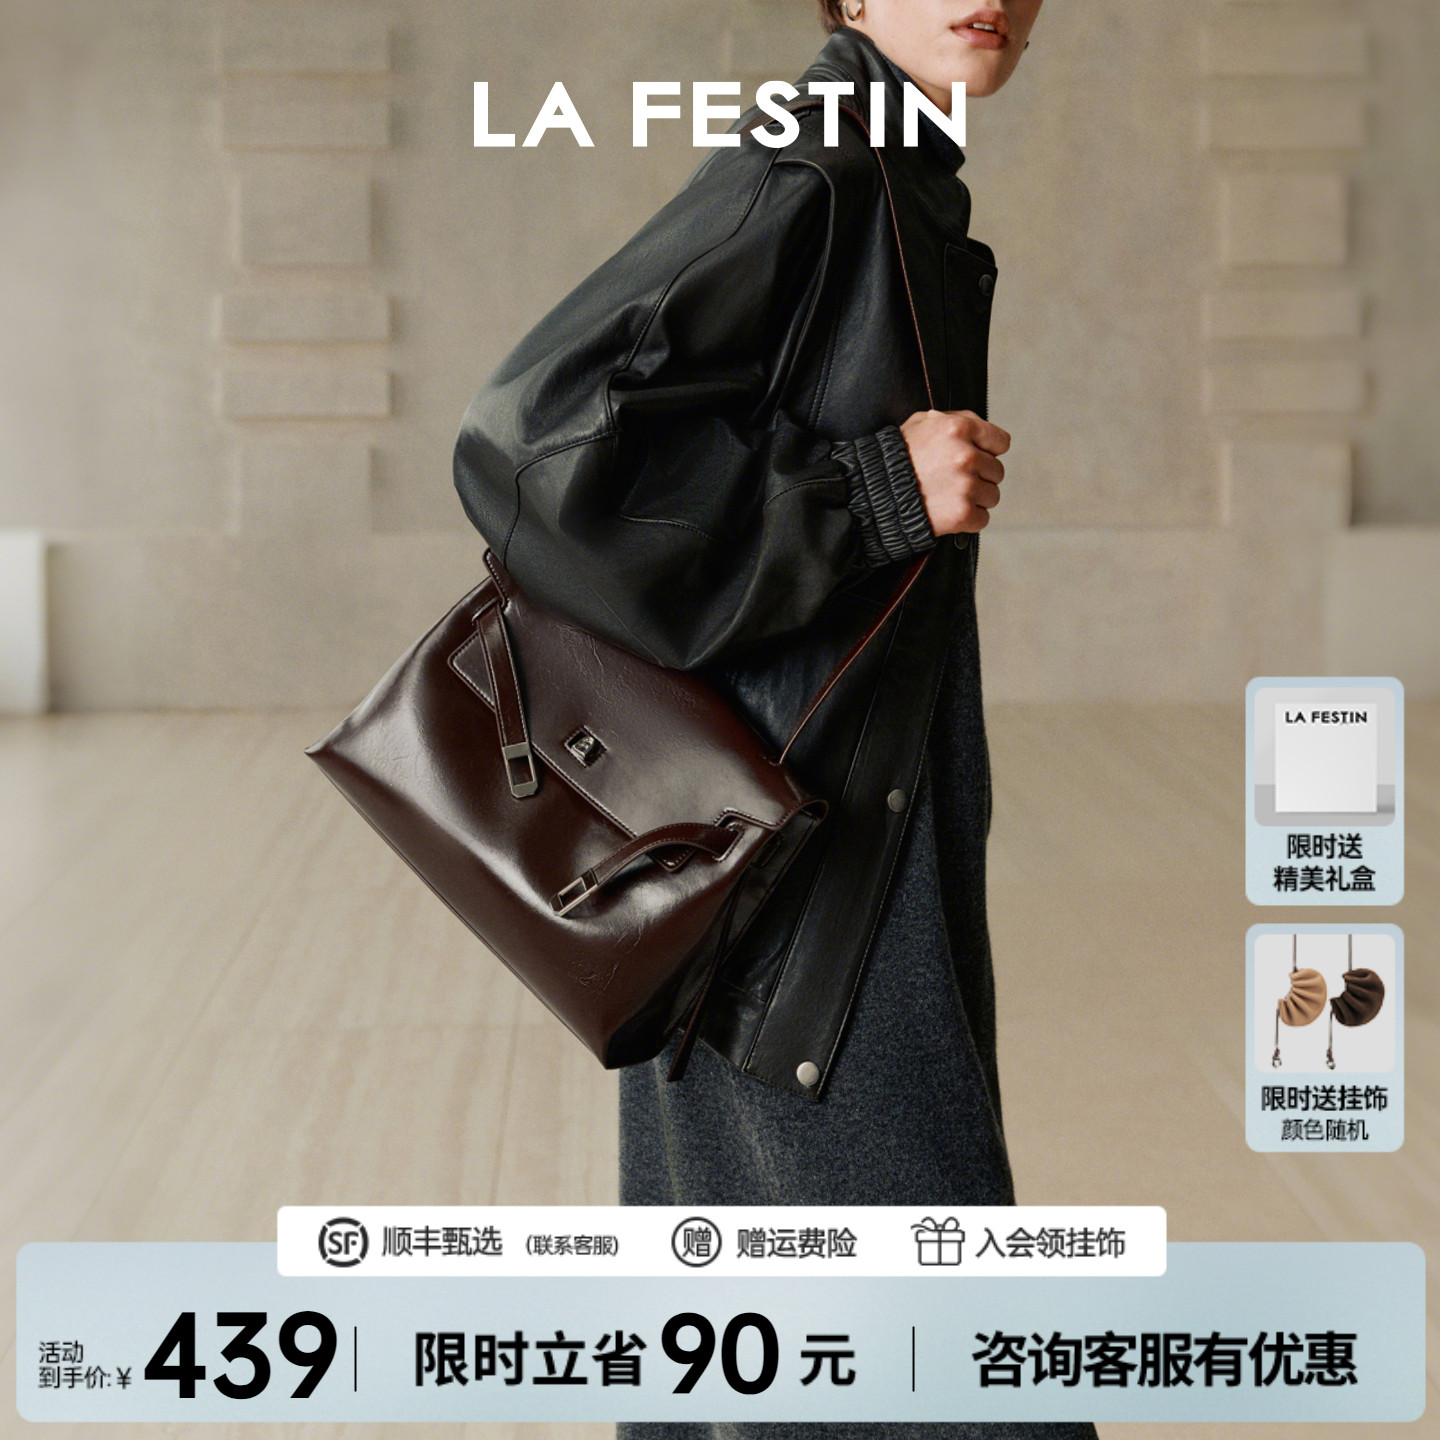 LA FESTIN
LA FESTIN
限时送
精美礼盒
限时送挂饰
颜色随机
SF 顺丰甄选 (联系客服) 赠 赠运费险 入会领挂饰
活动
到手价:¥ 439 限时立省90元 咨询客服有优惠